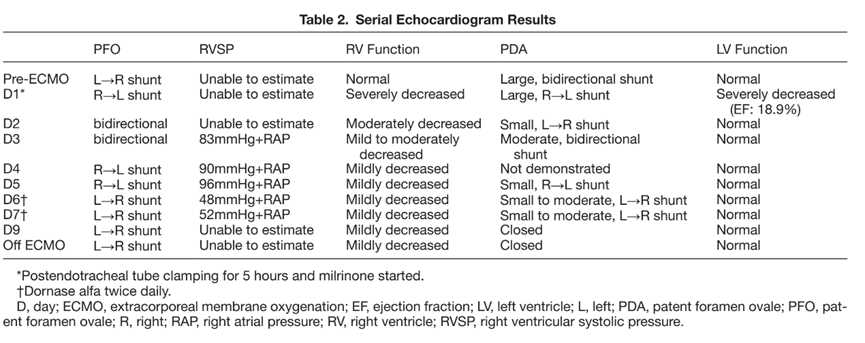 Table 2. Serial Echocardiogram Results
PFO RVSP RV Function PDA LV Function
Pre-ECMO L→R shunt Unable to estimate Normal Large, bidirectional shunt Normal
D1* R→L shunt Unable to estimate Severely decreased Large, R→L shunt Severely decreased
(EF: 18.9%)
D2 bidirectional Unable to estimate Moderately decreased Small, L→R shunt Normal
D3 bidirectional 83mmHg+RAP Mild to moderately Moderate, bidirectional Normal
decreased shunt
D4 R→L shunt 90mmHg+RAP Mildly decreased Not demonstrated Normal
D5 R→L shunt 96mmHg+RAP Mildly decreased Small, R→L shunt Normal
D6† L→R shunt 48mmHg+RAP Mildly decreased Small to moderate, L→R shunt Normal
D7† L→R shunt 52mmHg+RAP Mildly decreased Small to moderate, L→R shunt Normal
D9 L→R shunt Unable to estimate Mildly decreased Closed Normal
Off ECMO L→R shunt Unable to estimate Mildly decreased Closed Normal
*Postendotracheal tube clamping for 5 hours and milrinone started.
†Dornase alfa twice daily.
D, day; ECMO, extracorporeal membrane oxygenation; EF, ejection fraction; LV, left ventricle; L, left; PDA, patent foramen ovale; PFO, pat-
ent foramen ovale; R, right; RAP, right atrial pressure; RV, right ventricle; RVSP, right ventricular systolic pressure.